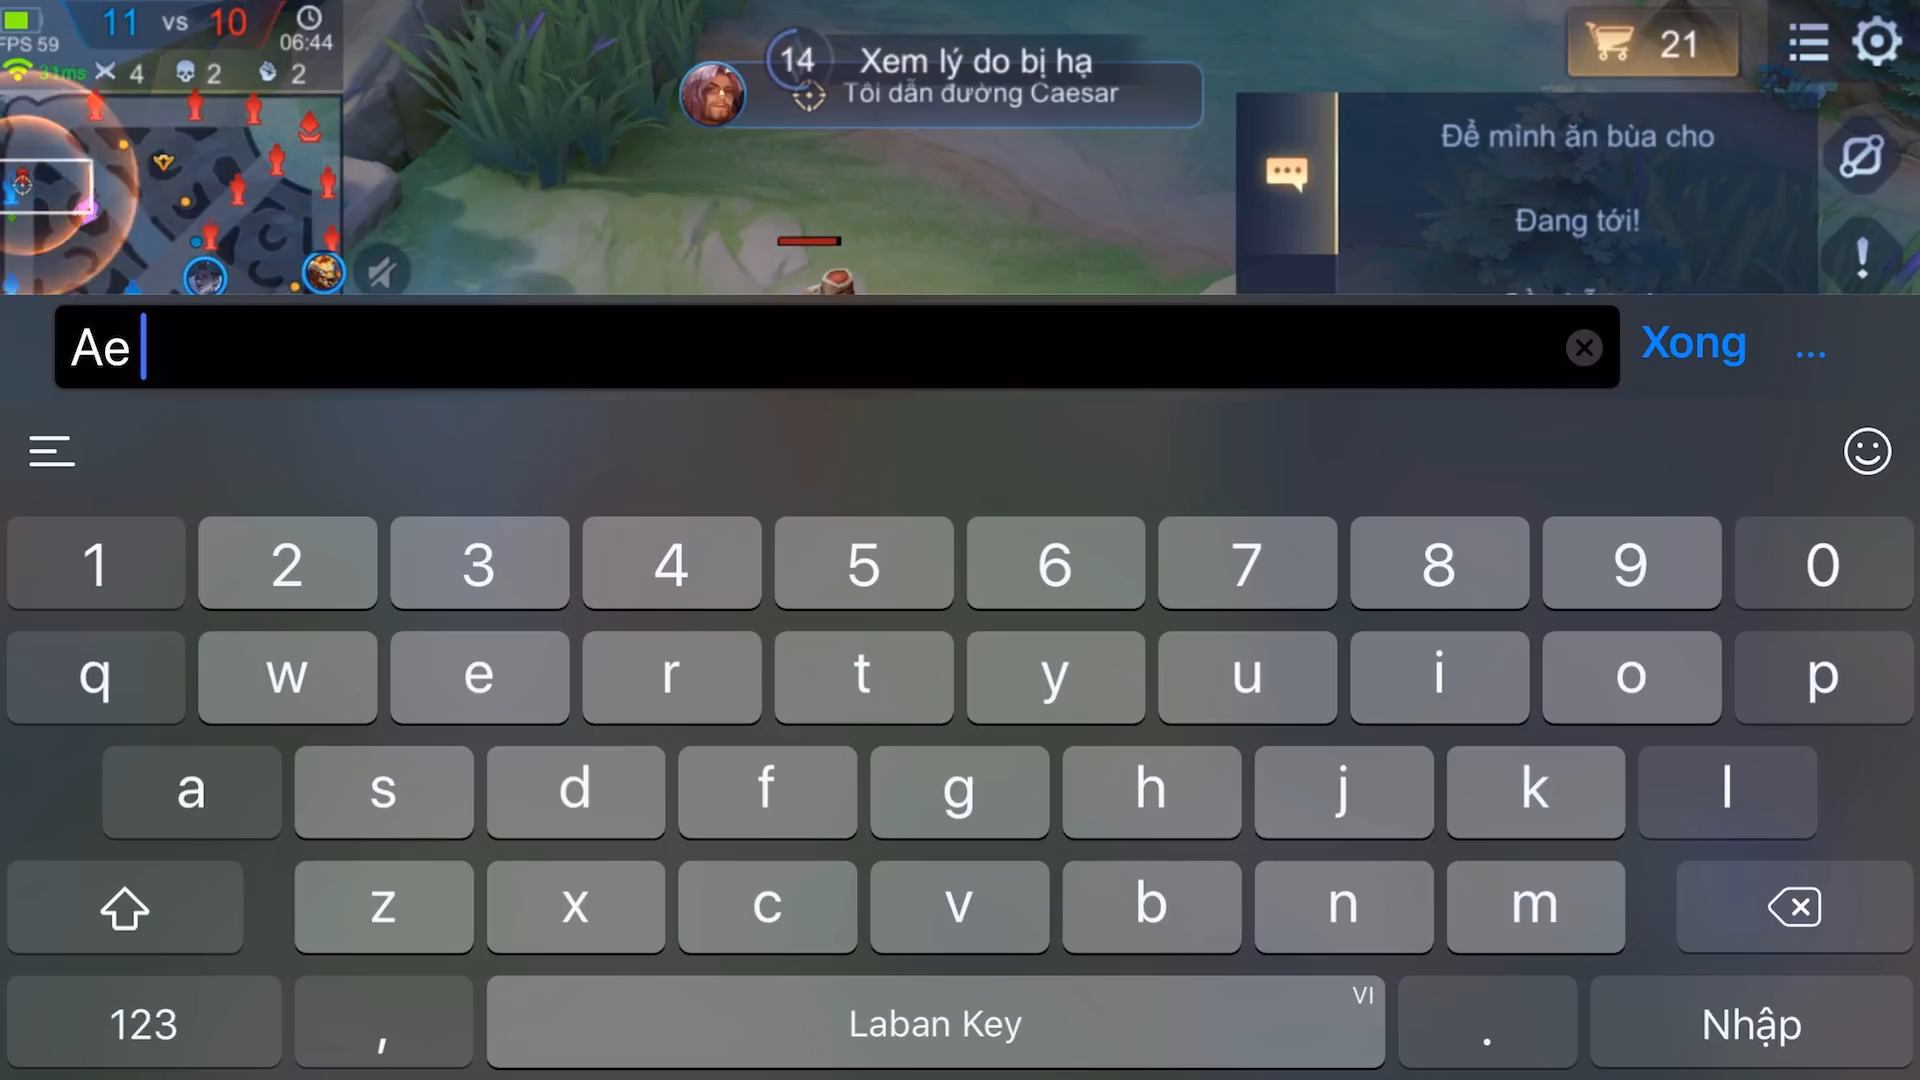 11 vs 10
06:44
FPS 59
31ms
4
2
2
14
Xem lý do bị hạ
Tôi dẫn đường Caesar
21
Để mình ăn bùa cho
Đang tới!
Ae
Xong
...
1 2 3 4 5 6 7 8 9 0
q w e r t y u i o p
a s d f g h j k l
z x c v b n m
123 , Laban Key VI . Nhập